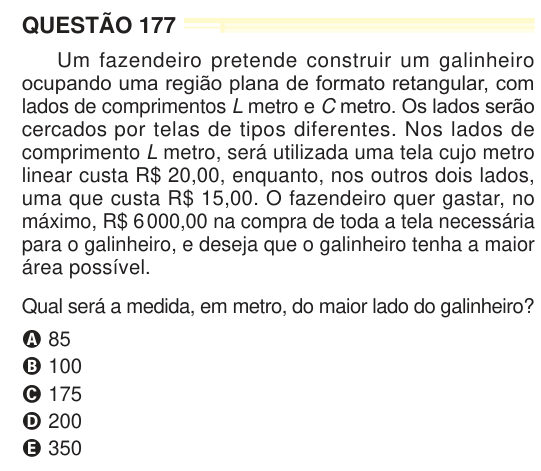 QUESTÃO 177
Um fazendeiro pretende construir um galinheiro
ocupando uma região plana de formato retangular, com
lados de comprimentos L metro e C metro. Os lados serão
cercados por telas de tipos diferentes. Nos lados de
comprimento L metro, será utilizada uma tela cujo metro
linear custa R$ 20,00, enquanto, nos outros dois lados,
uma que custa R$ 15,00. O fazendeiro quer gastar, no
máximo, R$ 6 000,00 na compra de toda a tela necessária
para o galinheiro, e deseja que o galinheiro tenha a maior
área possível.
Qual será a medida, em metro, do maior lado do galinheiro?
A 85
B 100
C 175
D 200
E 350